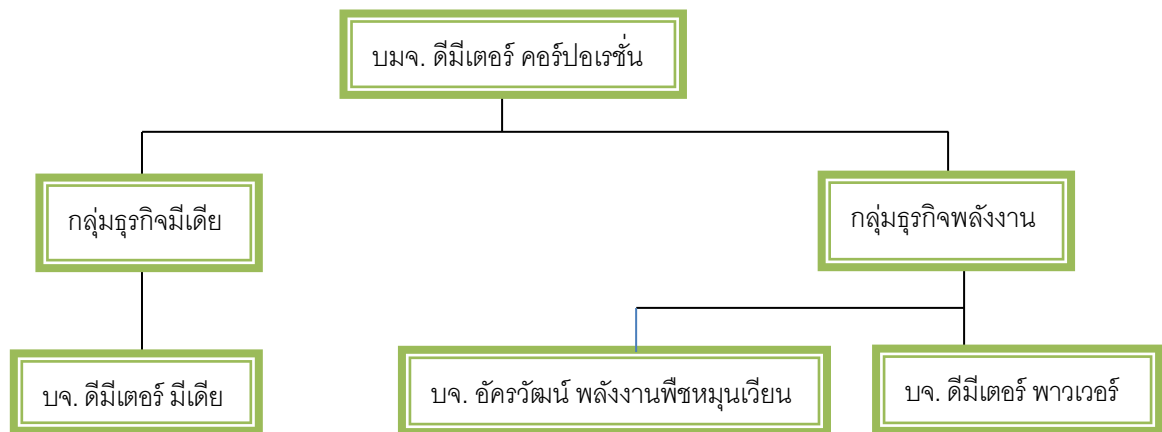 บมจ. ดีมีเตอร์ คอร์ปอเรชั่น
กลุ่มธุรกิจมีเดีย
กลุ่มธุรกิจพลังงาน
บจ. ดีมีเตอร์ มีเดีย
บจ. อัครวัฒน์ พลังงานพืชหมุนเวียน
บจ. ดีมีเตอร์ พาวเวอร์